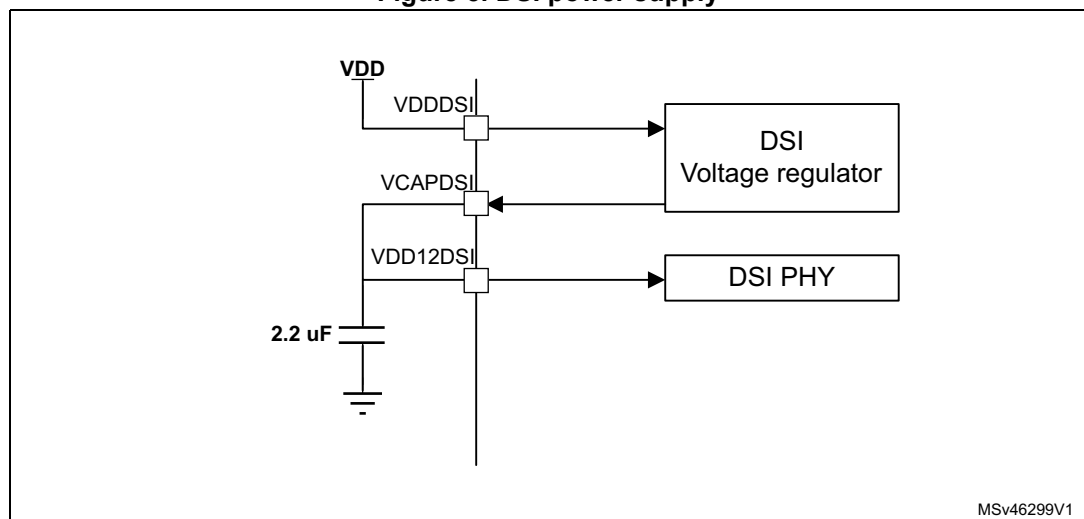 VDD
VDDDSI
DSI
Voltage regulator
VCAPDSI
VDD12DSI
DSI PHY
2.2 uF
MSv46299V1